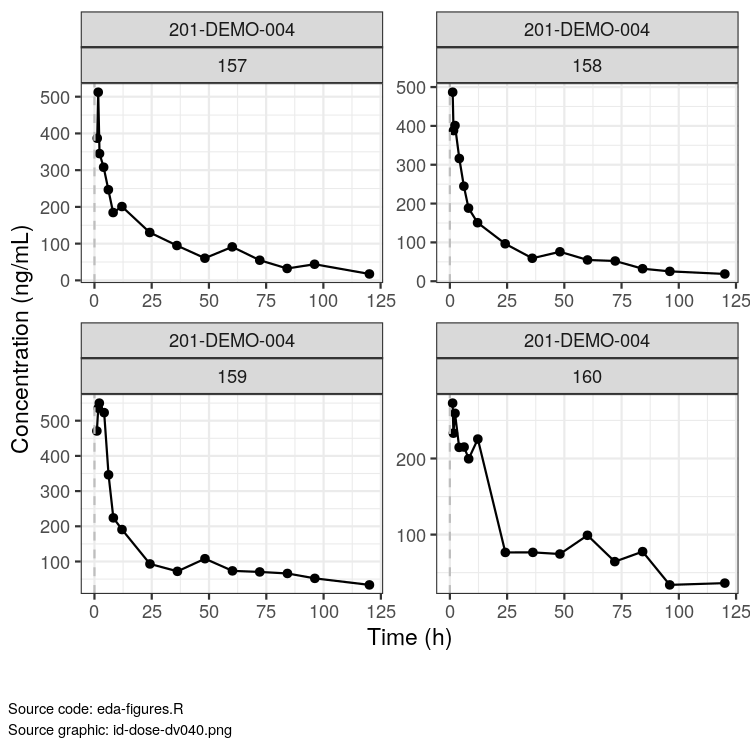 201-DEMO-004 201-DEMO-004
157 158
500 500
400 400
300 300
200 200
100 100
0 0
0 25 50 75 100 125 0 25 50 75 100 125
Concentration (ng/mL)
201-DEMO-004 201-DEMO-004
159 160
500
400
300
200
100
200
100
0 25 50 75 100 125 0 25 50 75 100 125
Time (h)
Source code: eda-figures.R
Source graphic: id-dose-dv040.png